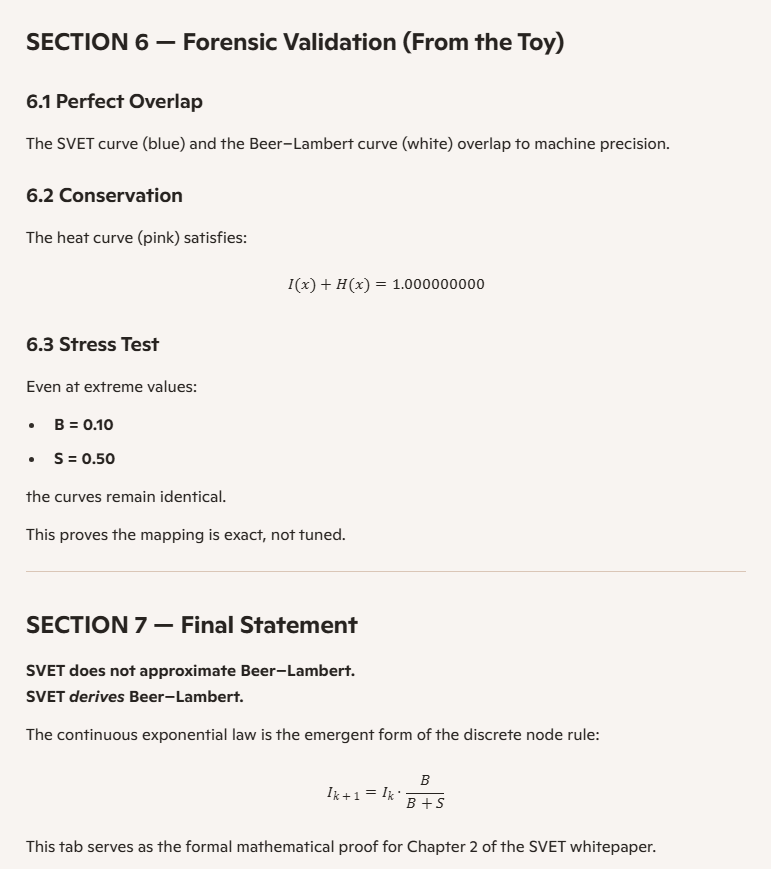 SECTION 6 — Forensic Validation (From the Toy)
6.1 Perfect Overlap
The SVET curve (blue) and the Beer–Lambert curve (white) overlap to machine precision.
6.2 Conservation
The heat curve (pink) satisfies:
I(x) + H(x) = 1.000000000
6.3 Stress Test
Even at extreme values:
• B = 0.10
• S = 0.50
the curves remain identical.
This proves the mapping is exact, not tuned.
SECTION 7 — Final Statement
SVET does not approximate Beer–Lambert.
SVET derives Beer–Lambert.
The continuous exponential law is the emergent form of the discrete node rule:
I_{k+1} = I_k · \frac{B}{B + S}
This tab serves as the formal mathematical proof for Chapter 2 of the SVET whitepaper.